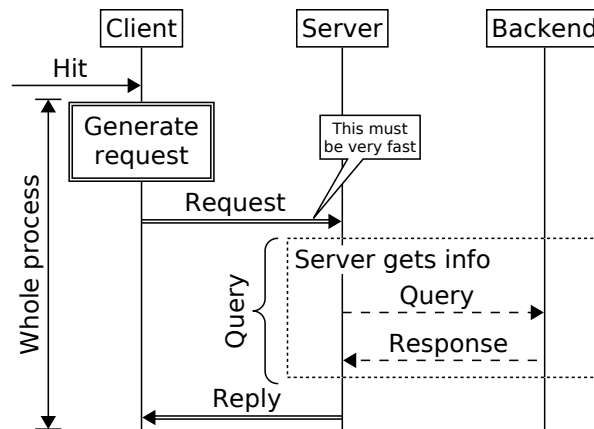 Client
Server
Backend
Hit
Generate
request
This must
be very fast
Request
Server gets info
Query
Query
Response
Whole process
Reply